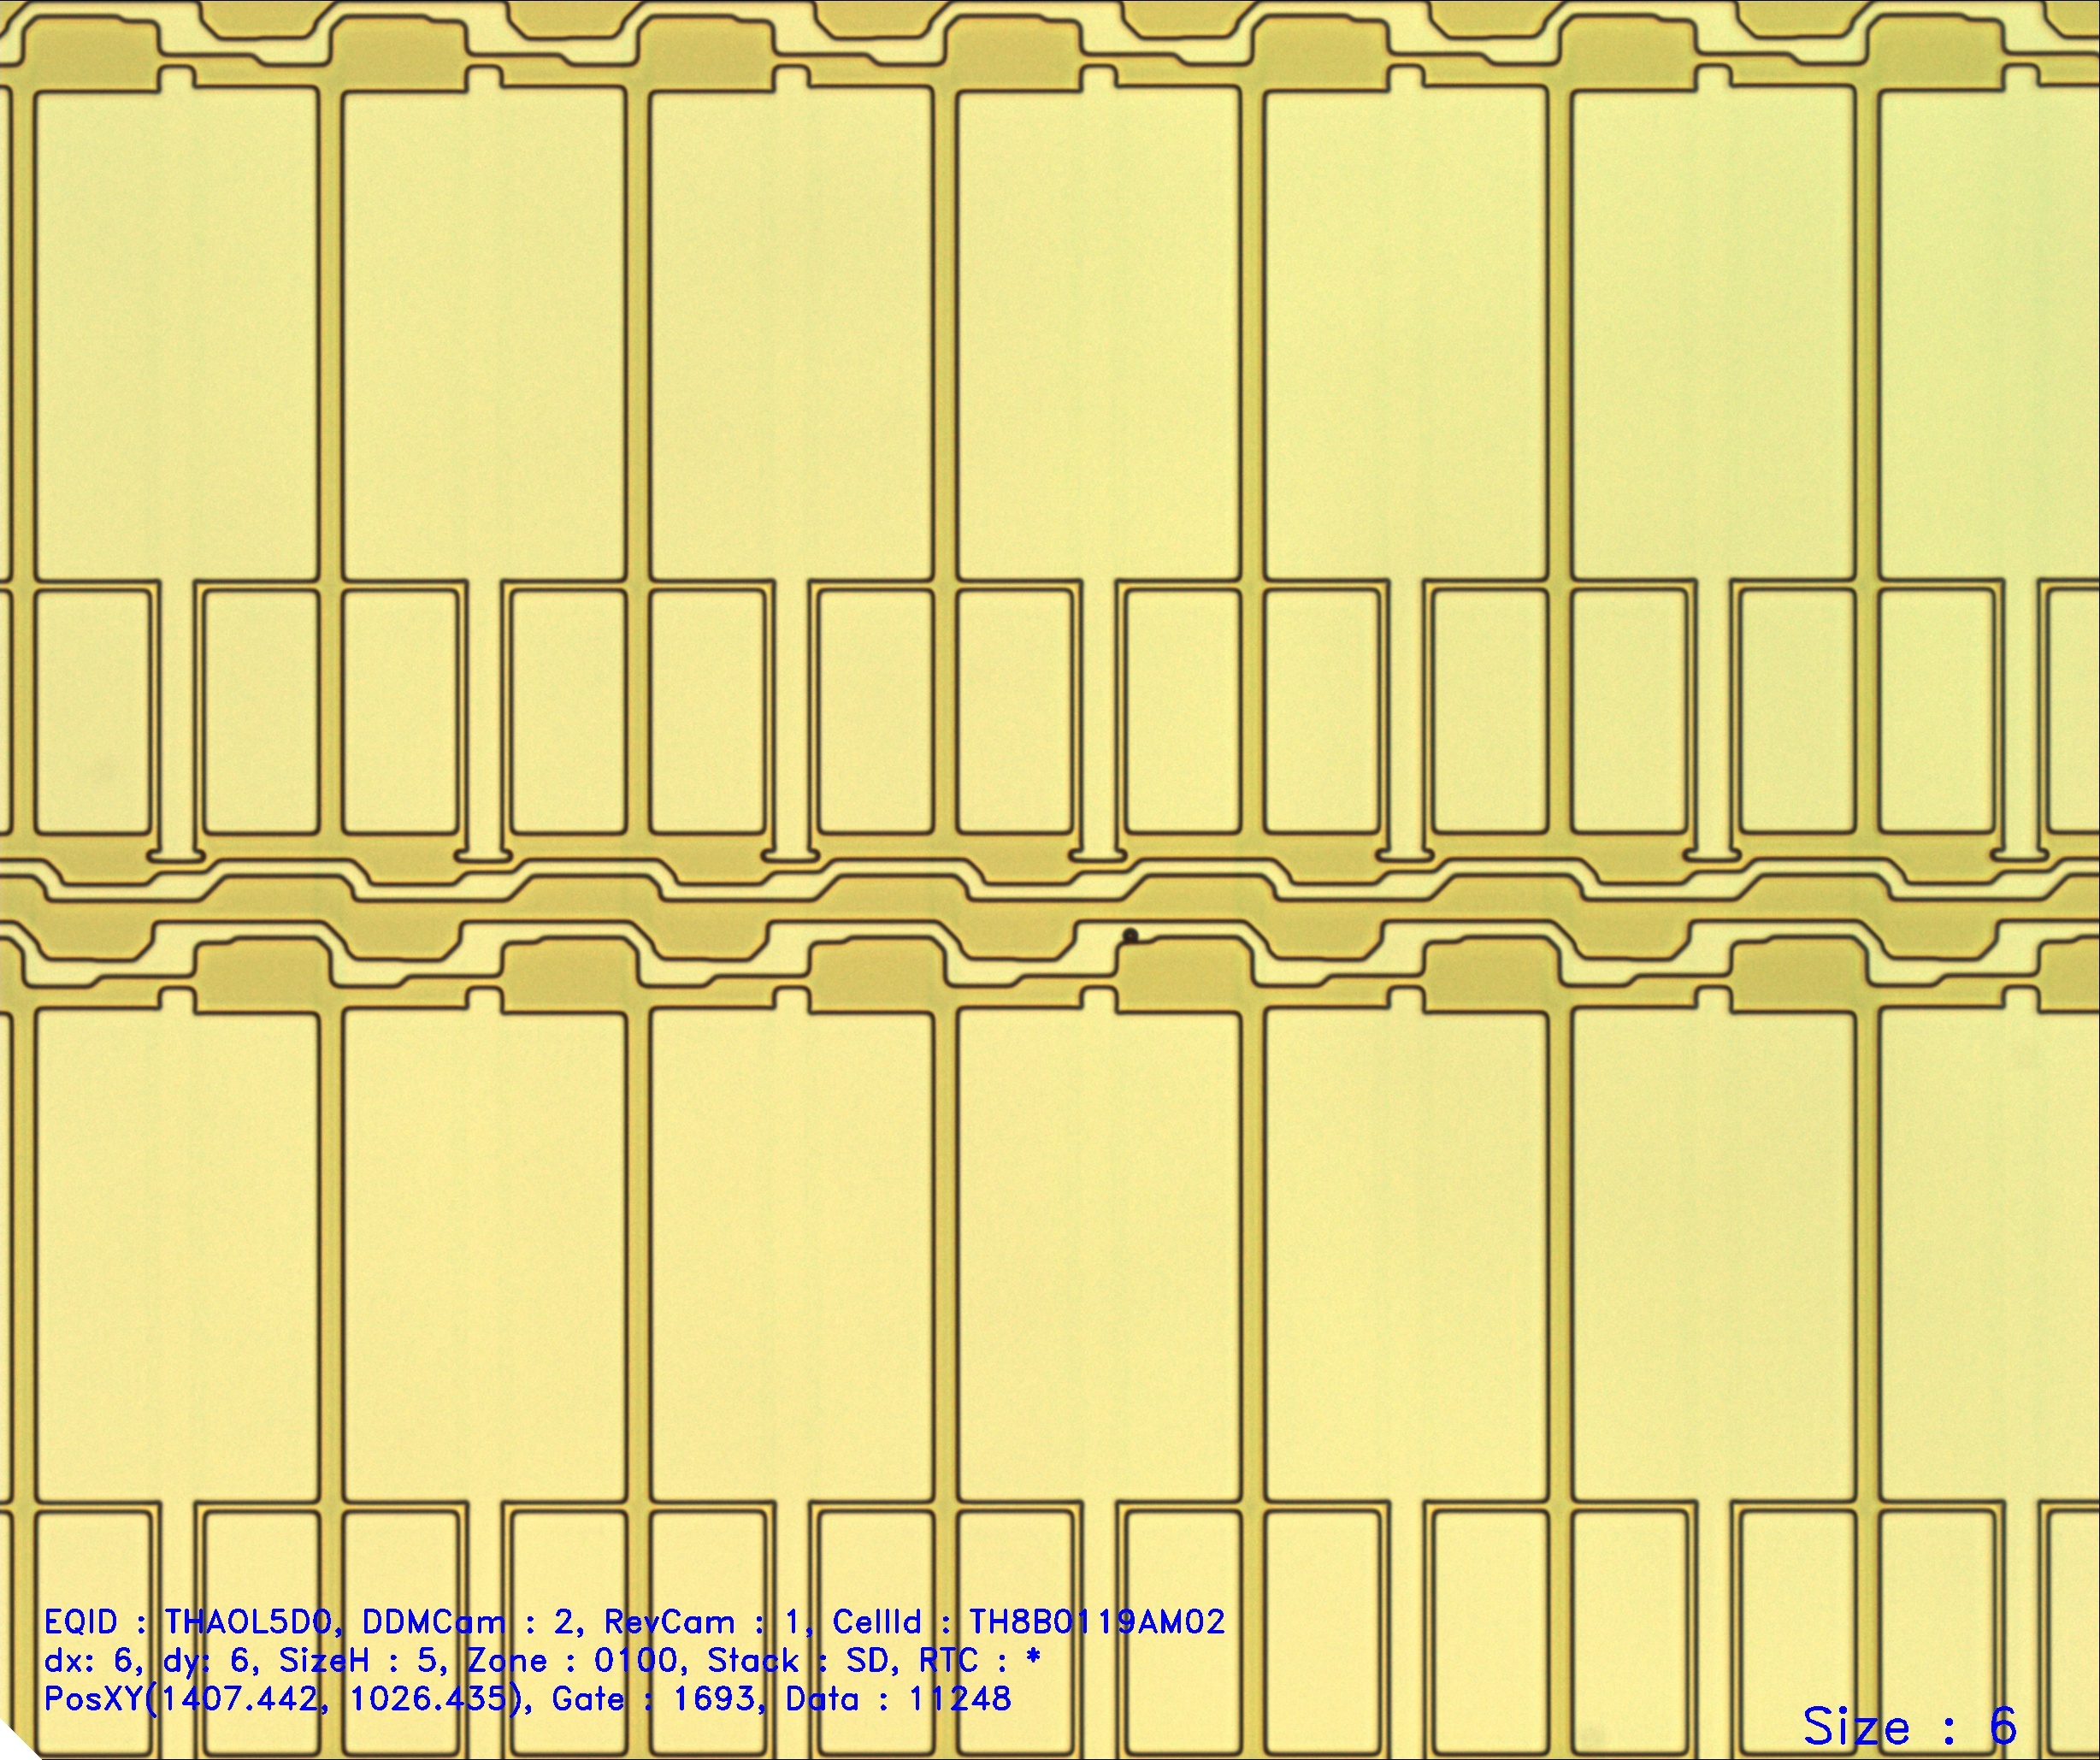 EQID : THAOL5D0, DDMCam : 2, RevCam : 1, CellId : TH8B0119AM02
dx: 6, dy: 6, SizeH : 5, Zone : 0100, Stack : SD, RTC : *
PosXY(1407.442, 1026.435), Gate : 1693, Data : 11248
Size : 6